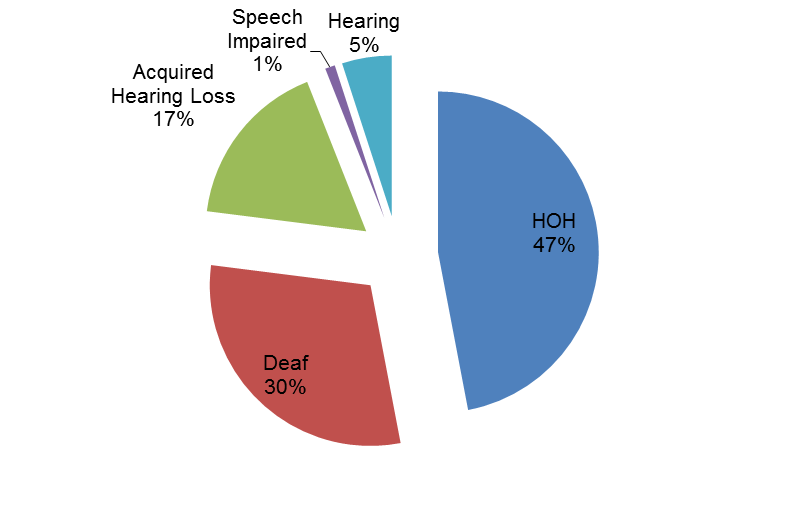 Speech
Impaired
1%
Hearing
5%
Acquired
Hearing Loss
17%
HOH
47%
Deaf
30%